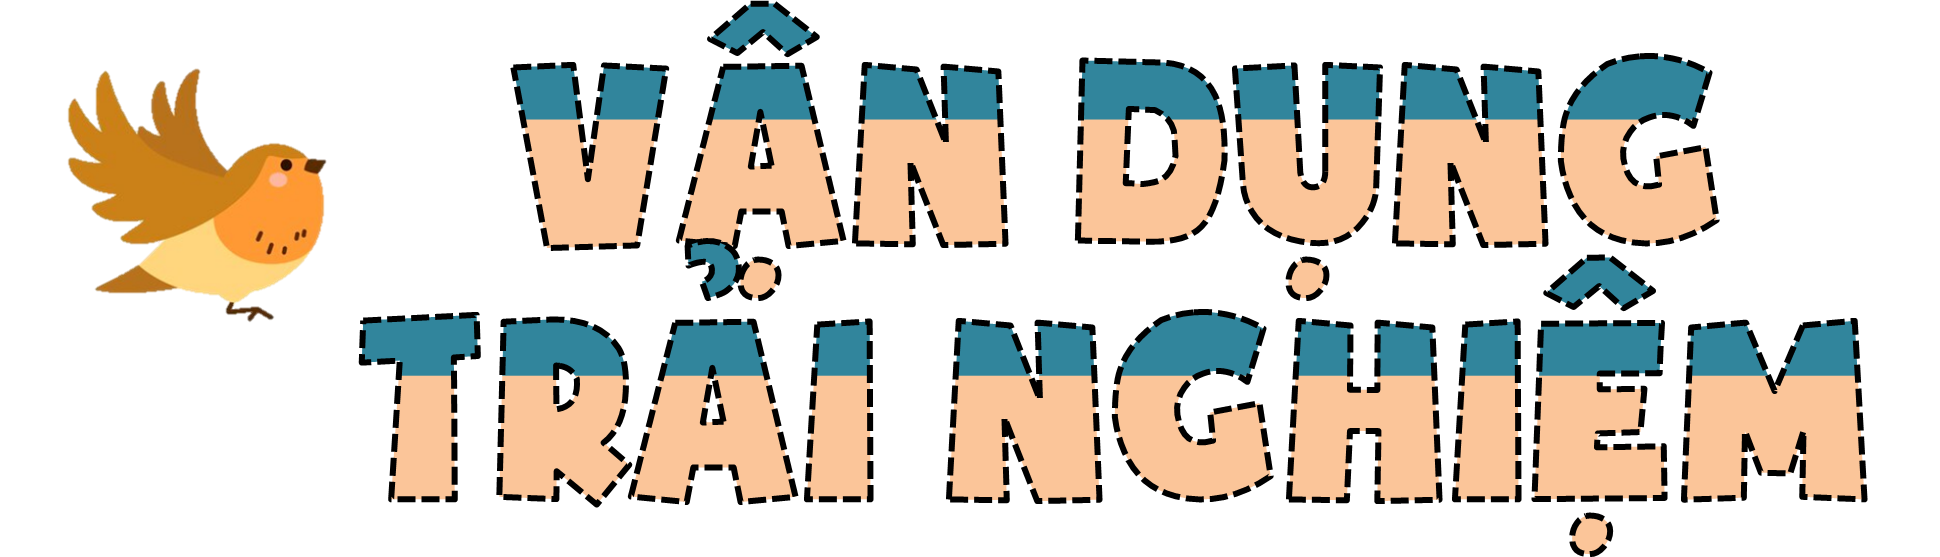 VẬN DỤNG
TRẢI NGHIỆM